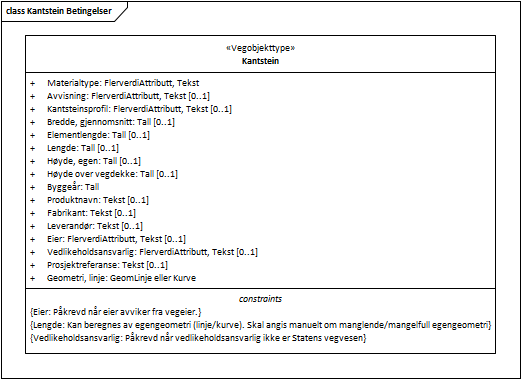 class Kantstein Betingelser
«Vegobjekttype»
Kantstein
+ Materialtype: FlerverdiAttributt, Tekst
+ Avvisning: FlerverdiAttributt, Tekst [0..1]
+ Kantsteinsprofil: FlerverdiAttributt, Tekst [0..1]
+ Bredde, gjennomsnitt: Tall [0..1]
+ Elementlengde: Tall [0..1]
+ Lengde: Tall [0..1]
+ Høyde, egen: Tall [0..1]
+ Høyde over vegdekke: Tall [0..1]
+ Byggeår: Tall
+ Produktnavn: Tekst [0..1]
+ Fabrikant: Tekst [0..1]
+ Leverandør: Tekst [0..1]
+ Eier: FlerverdiAttributt, Tekst [0..1]
+ Vedlikeholdsansvarlig: FlerverdiAttributt, Tekst [0..1]
+ Prosjektreferanse: Tekst [0..1]
+ Geometri, linje: GeomLinje eller Kurve
constraints
{Eier: Påkrevd når eier avviker fra vegeier.}
{Lengde: Kan beregnes av egengeometri (linje/kurve). Skal angis manuelt om manglende/mangelfull egengeometri}
{Vedlikeholdsansvarlig: Påkrevd når vedlikeholdsansvarlig ikke er Statens vegvesen}